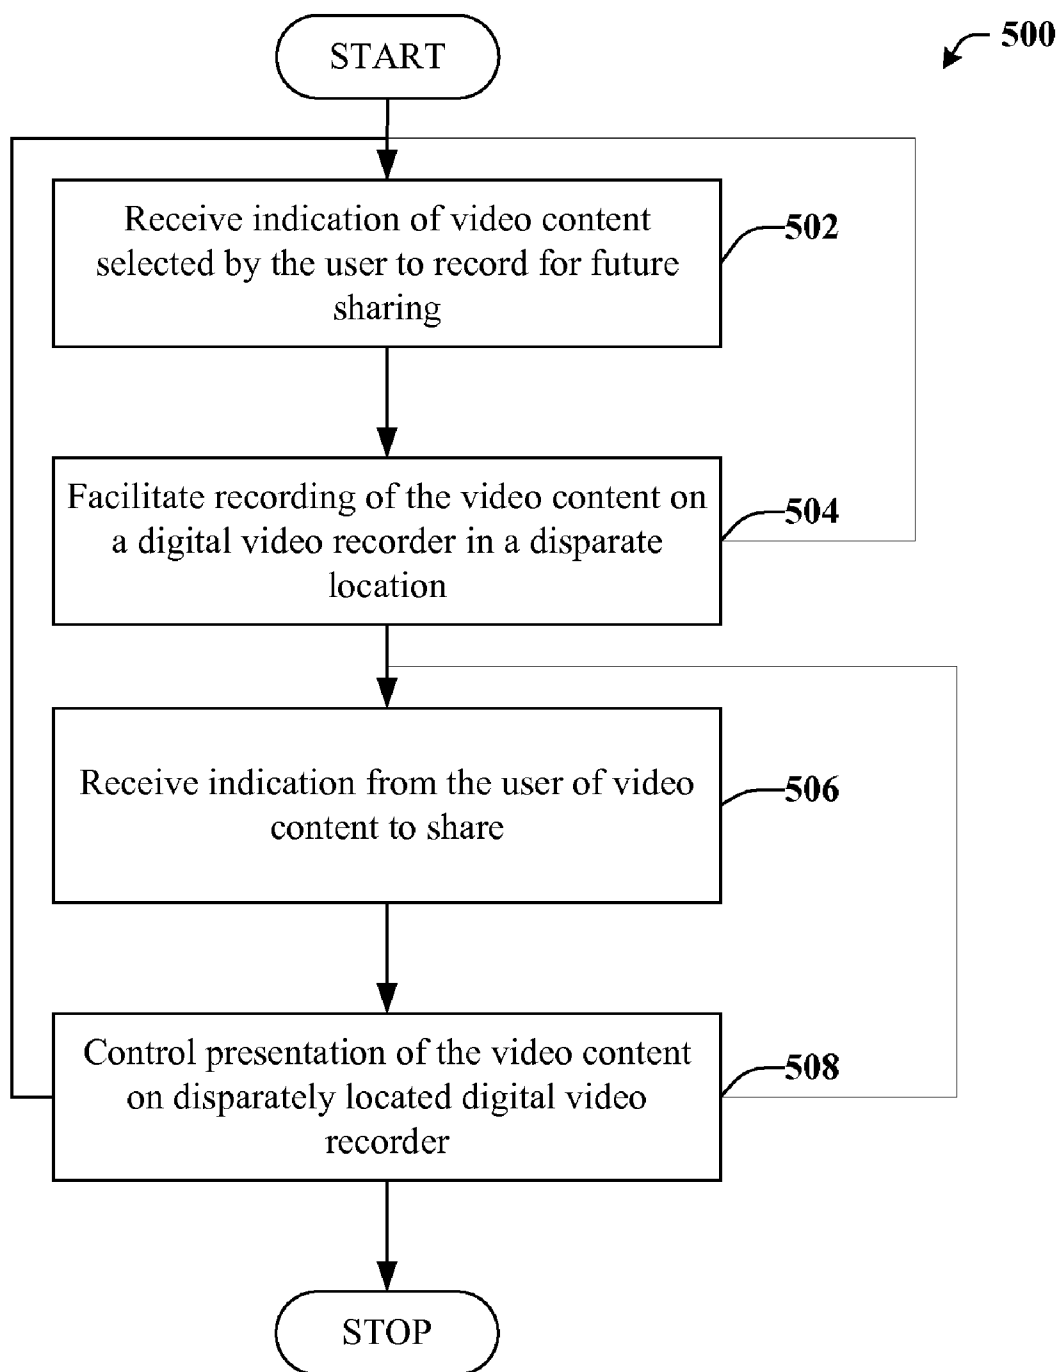 START
500
Receive indication of video content
selected by the user to record for future
sharing
502
Facilitate recording of the video content on
a digital video recorder in a disparate
location
504
Receive indication from the user of video
content to share
506
Control presentation of the video content
on disparately located digital video
recorder
508
STOP